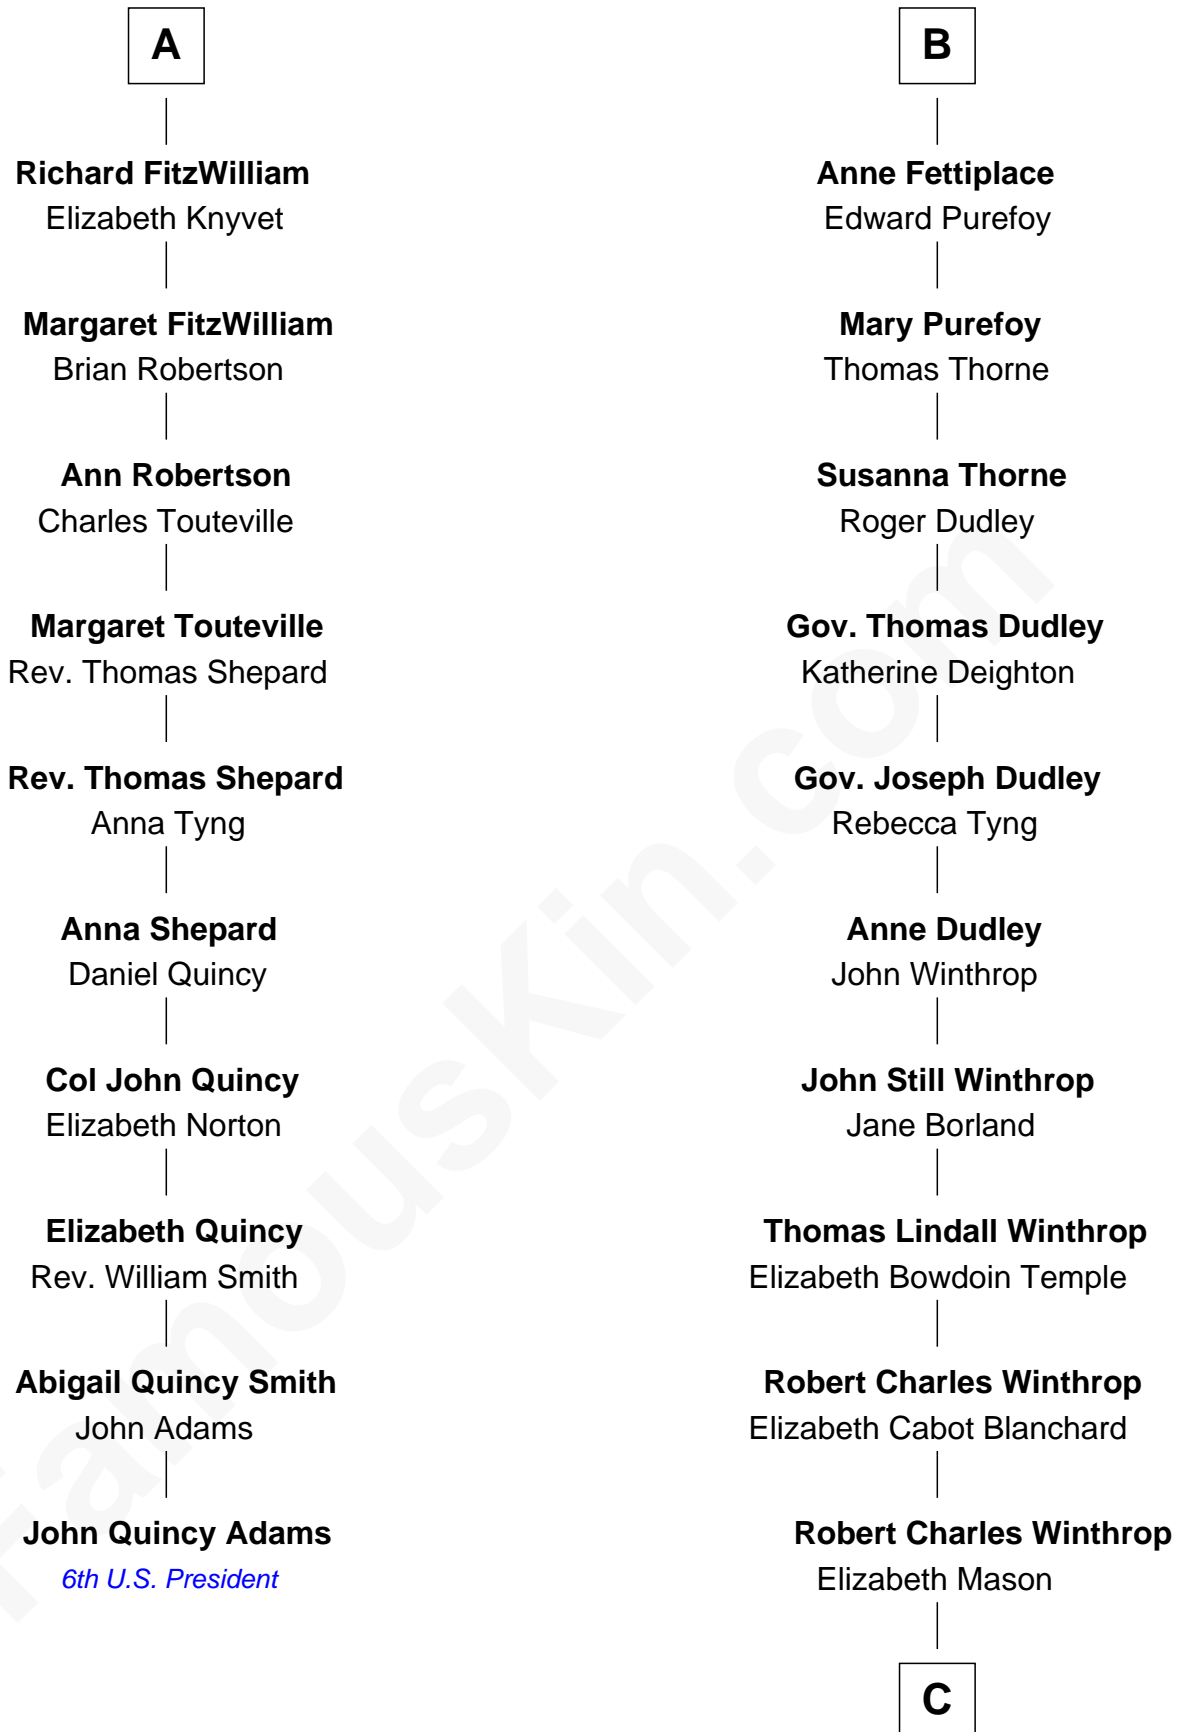 A
Richard FitzWilliam
Elizabeth Knyvet
Margaret FitzWilliam
Brian Robertson
Ann Robertson
Charles Touteville
Margaret Touteville
Rev. Thomas Shepard
Rev. Thomas Shepard
Anna Tyng
Anna Shepard
Daniel Quincy
Col John Quincy
Elizabeth Norton
Elizabeth Quincy
Rev. William Smith
Abigail Quincy Smith
John Adams
John Quincy Adams
6th U.S. President
B
Anne Fettiplace
Edward Purefoy
Mary Purefoy
Thomas Thorne
Susanna Thorne
Roger Dudley
Gov. Thomas Dudley
Katherine Deighton
Gov. Joseph Dudley
Rebecca Tyng
Anne Dudley
John Winthrop
John Still Winthrop
Jane Borland
Thomas Lindall Winthrop
Elizabeth Bowdoin Temple
Robert Charles Winthrop
Elizabeth Cabot Blanchard
Robert Charles Winthrop
Elizabeth Mason
C
FamousKin.com